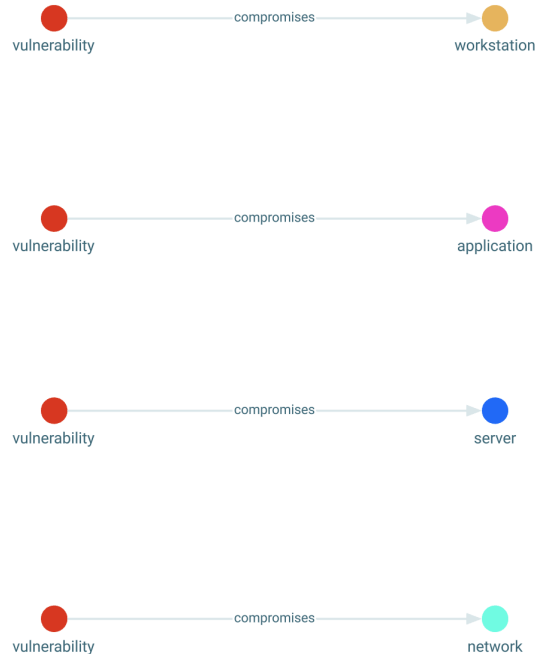 compromises
vulnerability workstation
compromises
vulnerability application
compromises
vulnerability server
compromises
vulnerability network